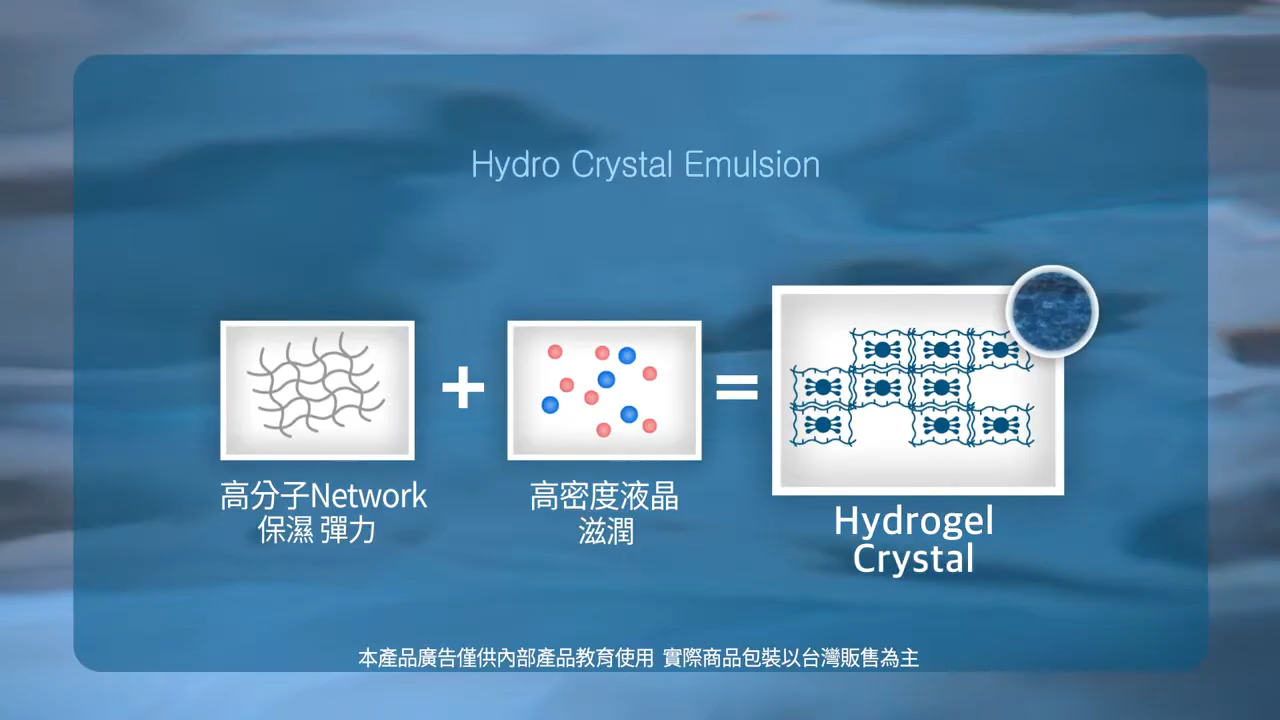 Hydro Crystal Emulsion
高分子Network
保濕 彈力
高密度液晶
滋潤
Hydrogel
Crystal
本產品廣告僅供內部產品教育使用 實際商品包裝以台灣販售為主